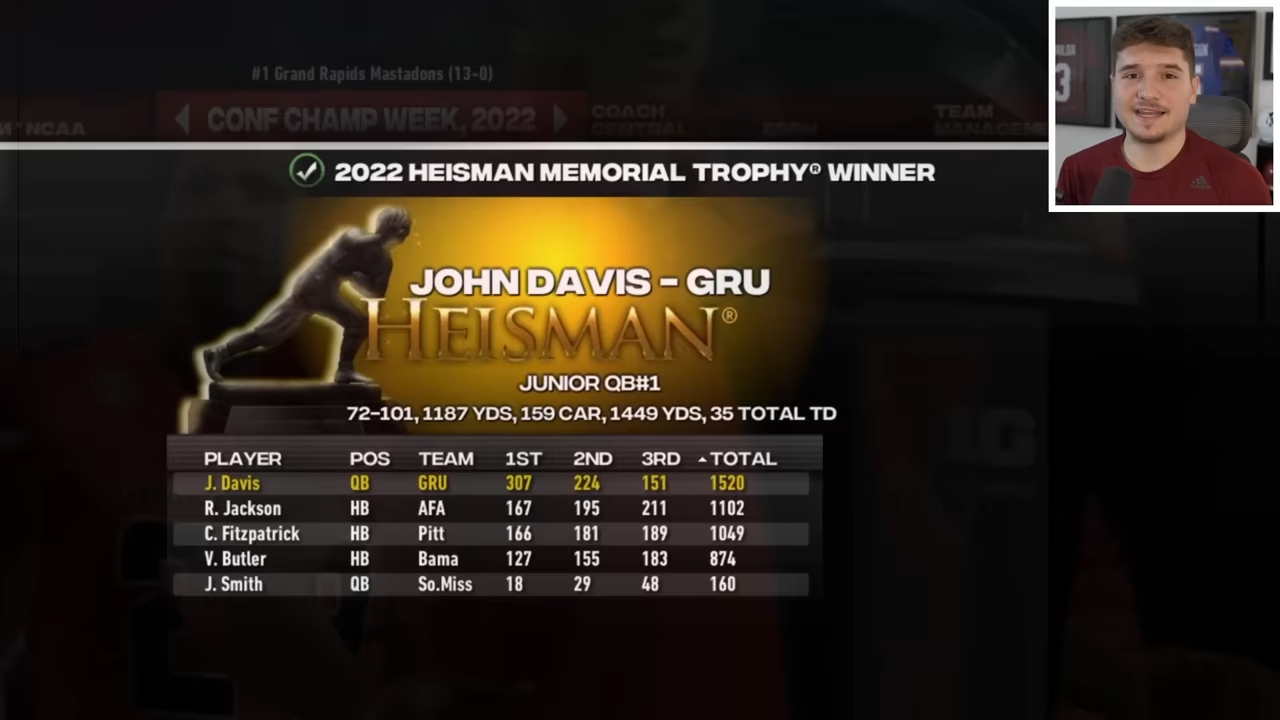 #1 Grand Rapids Mastadons (13-0)
NCAA
CONF CHAMP WEEK, 2022
COACH
CENTRAL
ESPN
TEAM
2022 HEISMAN MEMORIAL TROPHY® WINNER
JOHN DAVIS - GRU
HEISMAN®
JUNIOR QB#1
72-101, 1187 YDS, 159 CAR, 1449 YDS, 35 TOTAL TD
PLAYER POS TEAM 1ST 2ND 3RD TOTAL
J. Davis QB GRU 307 224 151 1520
R. Jackson HB AFA 167 195 211 1102
C. Fitzpatrick HB Pitt 166 181 189 1049
V. Butler HB Bama 127 155 183 874
J. Smith QB So.Miss 18 29 48 160